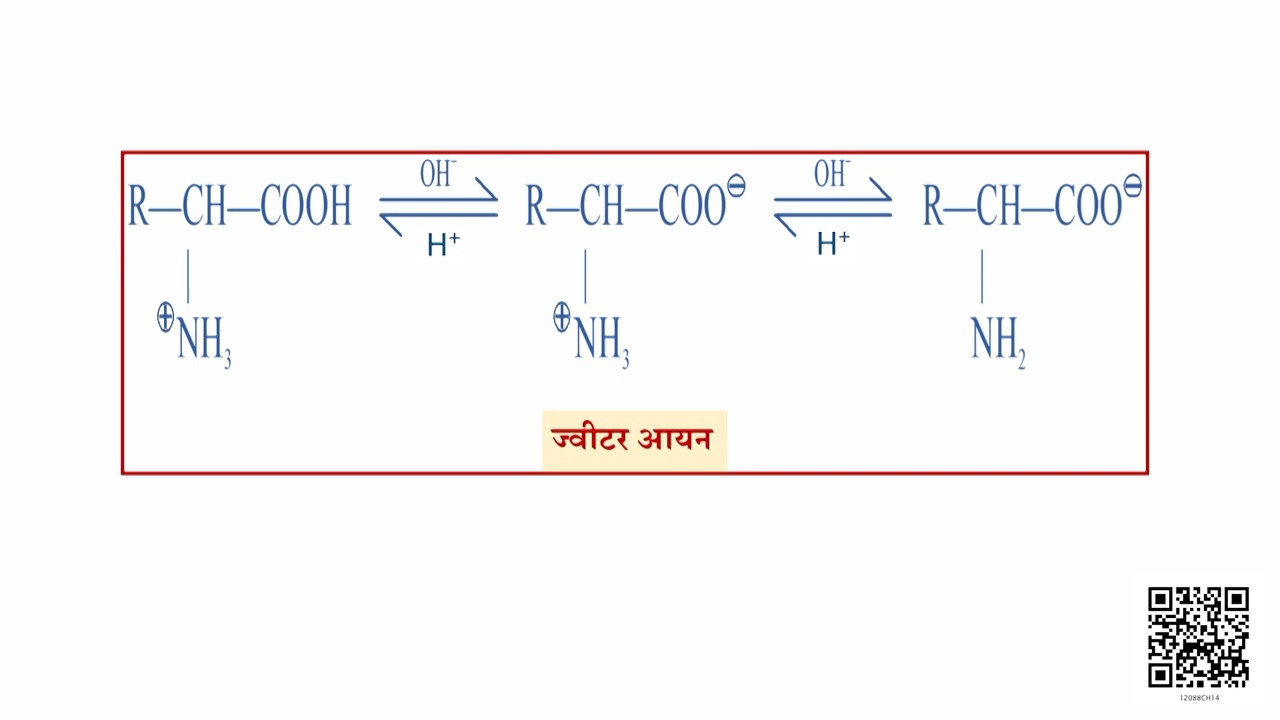 OH⁻ OH⁻
R—CH—COOH R—CH—COO⊖ R—CH—COO⊖
H⁺ H⁺
⊕NH₃ ⊕NH₃ NH₂
ज्वीटर आयन
12088CH14